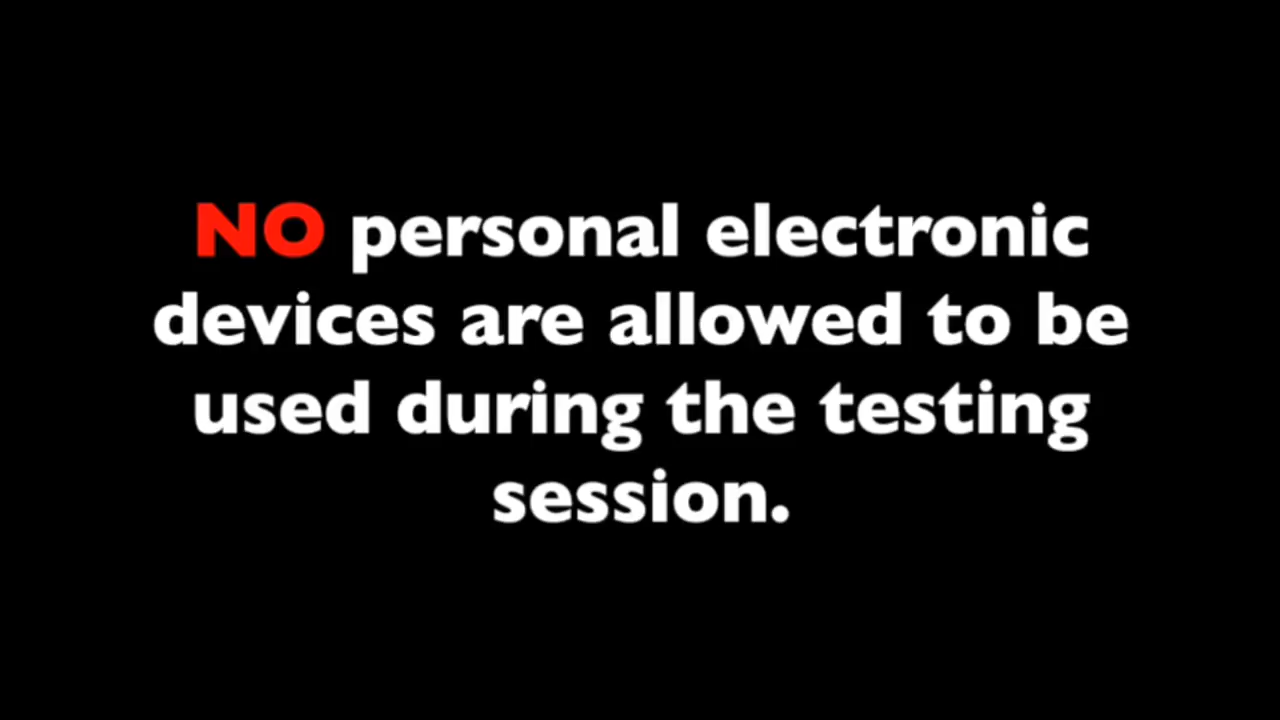 NO personal electronic
devices are allowed to be
used during the testing
session.